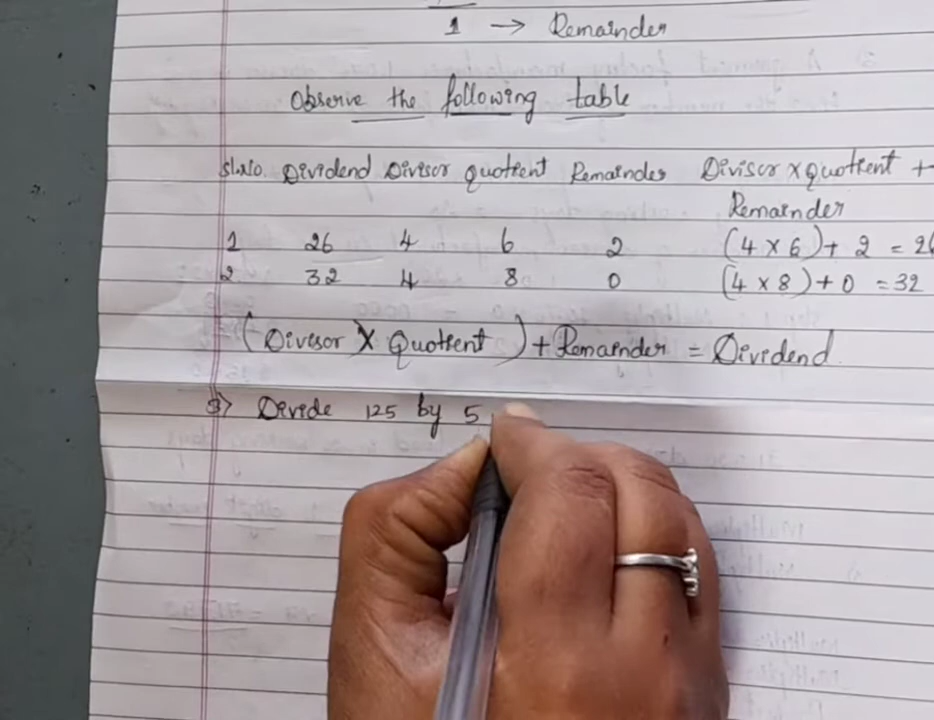 1 → Remainder
Observe the following table
Sl.No. Dividend Divisor quotient Remainder Divisor x quotient +
Remainder
1 26 4 6 2 (4 x 6) + 2 = 26
2 32 4 8 0 (4 x 8) + 0 = 32
(Divisor X Quotient) + Remainder = Dividend.
3) Divide 125 by 5